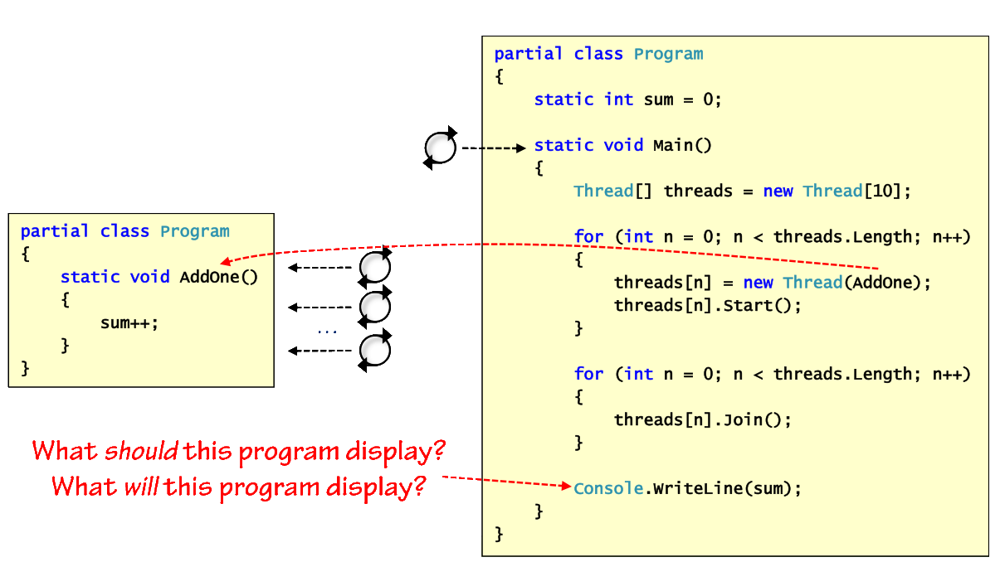 partial class Program
{
    static int sum = 0;
    static void Main()
    {
        Thread[] threads = new Thread[10];
        for (int n = 0; n < threads.Length; n++)
        {
            threads[n] = new Thread(AddOne);
            threads[n].Start();
        }
        for (int n = 0; n < threads.Length; n++)
        {
            threads[n].Join();
        }
        Console.WriteLine(sum);
    }
}
partial class Program
{
    static void AddOne()
    {
        sum++;
    }
}
...
What should this program display?
What will this program display?